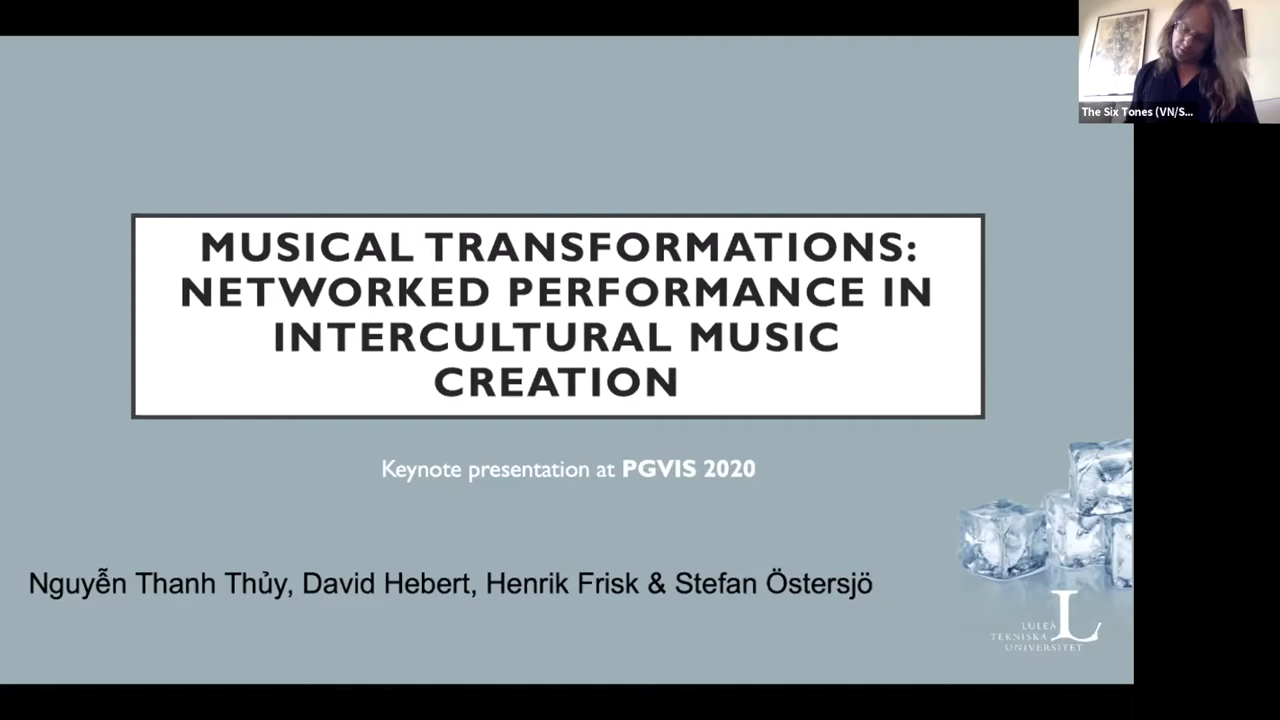 The Six Tones (VN/S...
MUSICAL TRANSFORMATIONS:
NETWORKED PERFORMANCE IN
INTERCULTURAL MUSIC
CREATION
Keynote presentation at PGVIS 2020
Nguyễn Thanh Thủy, David Hebert, Henrik Frisk & Stefan Östersjö
LULEÅ
TEKNISKA
UNIVERSITET
L